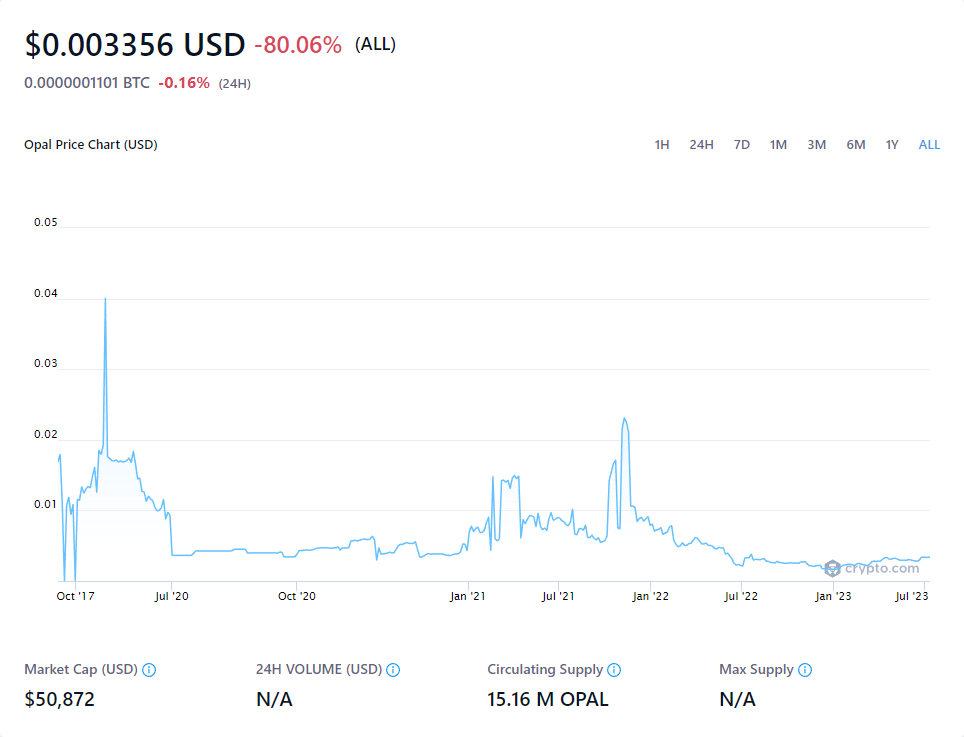 $0.003356 USD -80.06% (ALL)
0.0000001101 BTC -0.16% (24H)
Opal Price Chart (USD) 1H 24H 7D 1M 3M 6M 1Y ALL
0.05
0.04
0.03
0.02
0.01
crypto.com
Oct '17 Jul '20 Oct '20 Jan '21 Jul '21 Jan '22 Jul '22 Jan '23 Jul '23
Market Cap (USD) 24H VOLUME (USD) Circulating Supply Max Supply
$50,872 N/A 15.16 M OPAL N/A